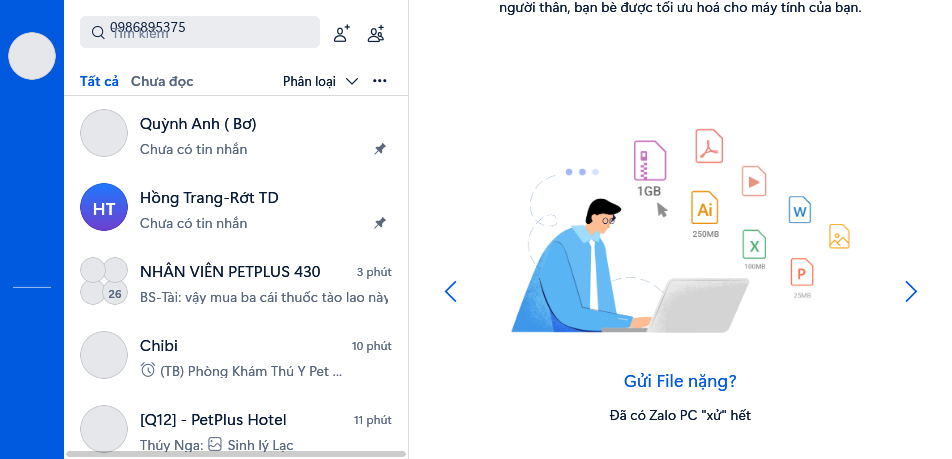 người thân, bạn bè được tối ưu hoá cho máy tính của bạn.
0986895375
Tìm kiếm
Tất cả
Chưa đọc
Phân loại
Quỳnh Anh ( Bơ)
Chưa có tin nhắn
HT
Hồng Trang-Rớt TD
Chưa có tin nhắn
26
NHÂN VIÊN PETPLUS 430
3 phút
BS-Tài: vậy mua ba cái thuốc tào lao này
Chibi
10 phút
(TB) Phòng Khám Thú Y Pet ...
[Q12] - PetPlus Hotel
11 phút
Thúy Nga: Sinh lý Lạc
1GB
Ai
250MB
W
X
100MB
P
25MB
Gửi File nặng?
Đã có Zalo PC "xử" hết